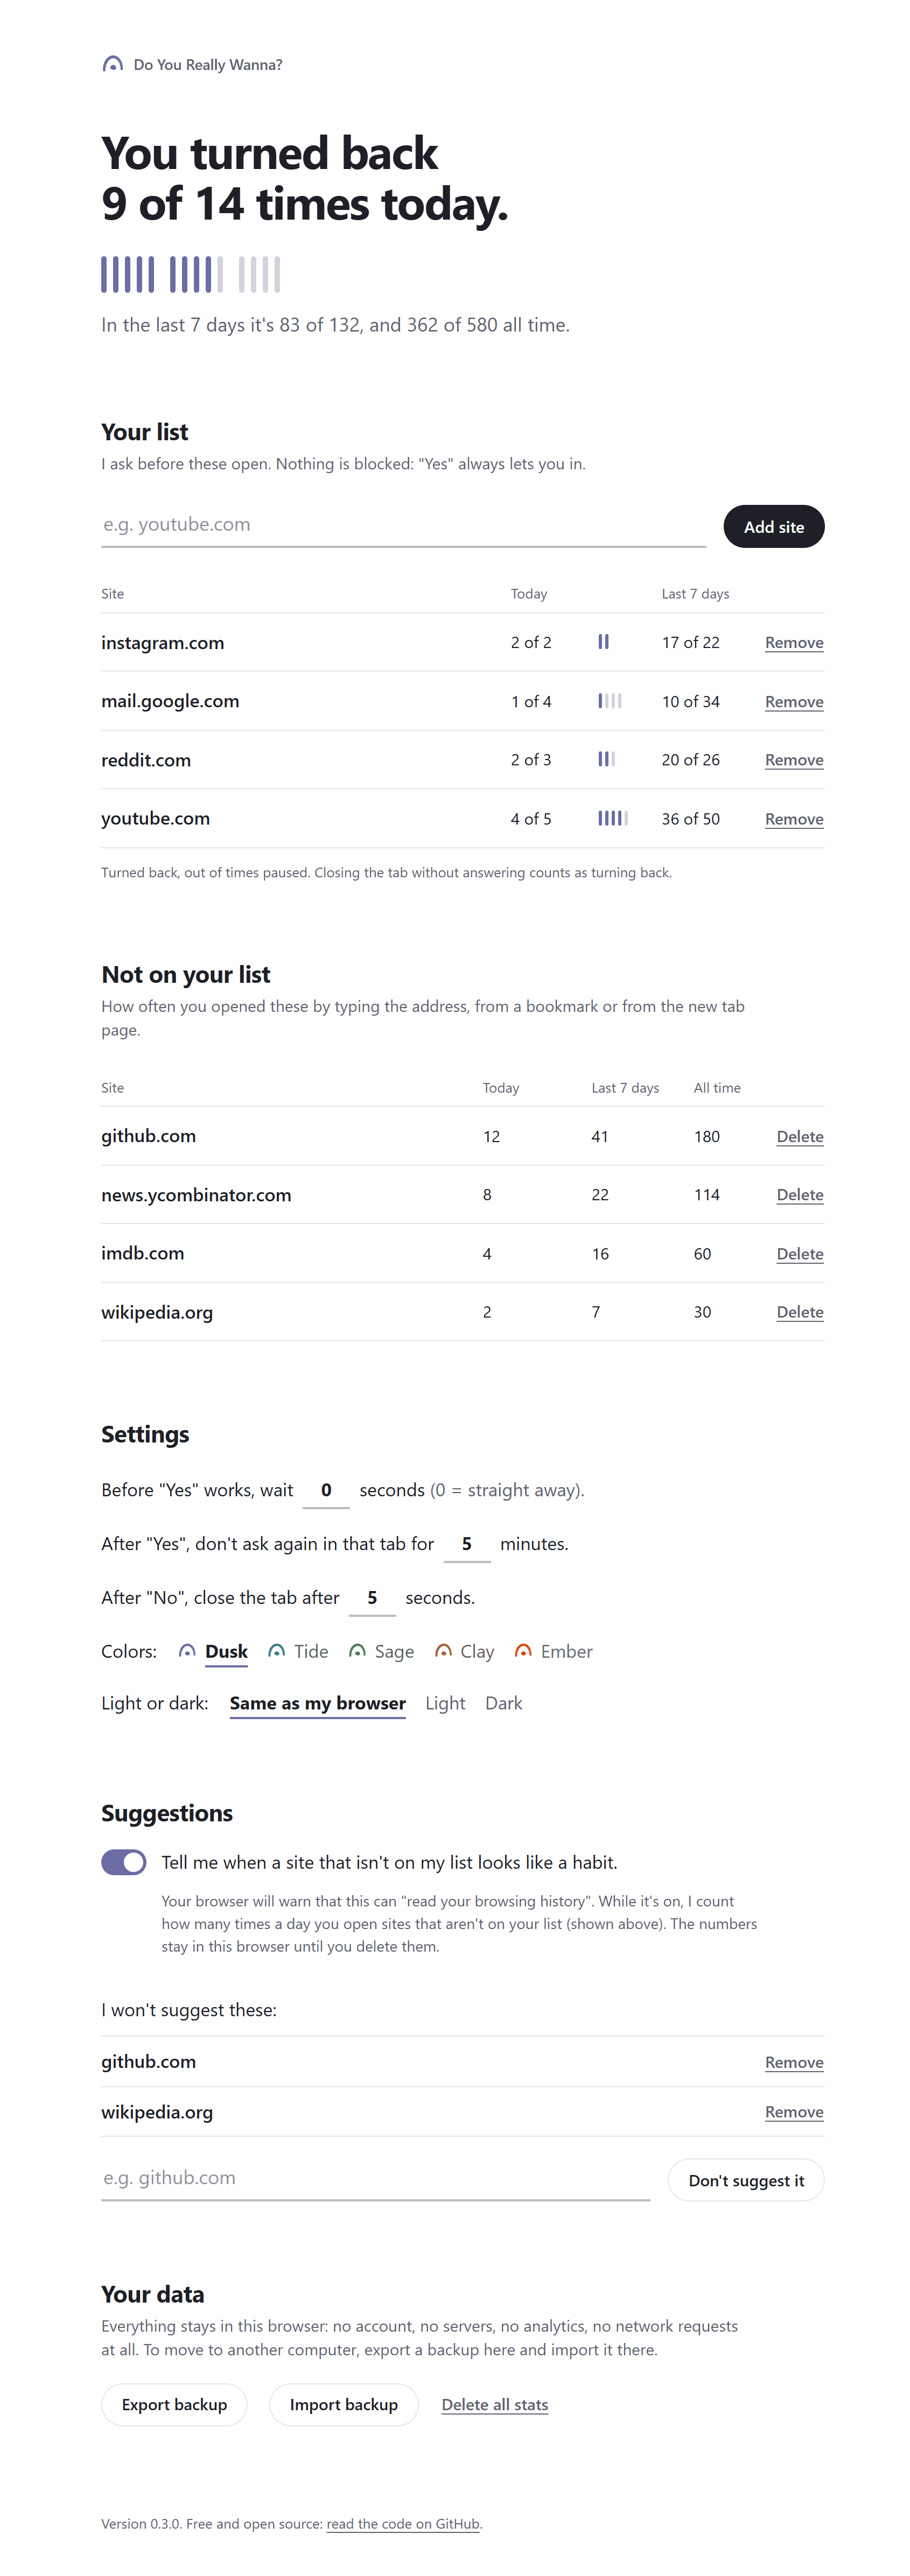 Do You Really Wanna?
You turned back
9 of 14 times today.
In the last 7 days it's 83 of 132, and 362 of 580 all time.
Your list
I ask before these open. Nothing is blocked: "Yes" always lets you in.
e.g. youtube.com
Add site
Site Today Last 7 days
instagram.com 2 of 2 17 of 22 Remove
mail.google.com 1 of 4 10 of 34 Remove
reddit.com 2 of 3 20 of 26 Remove
youtube.com 4 of 5 36 of 50 Remove
Turned back, out of times paused. Closing the tab without answering counts as turning back.
Not on your list
How often you opened these by typing the address, from a bookmark or from the new tab
page.
Site Today Last 7 days All time
github.com 12 41 180 Delete
news.ycombinator.com 8 22 114 Delete
imdb.com 4 16 60 Delete
wikipedia.org 2 7 30 Delete
Settings
Before "Yes" works, wait 0 seconds (0 = straight away).
After "Yes", don't ask again in that tab for 5 minutes.
After "No", close the tab after 5 seconds.
Colors: Dusk Tide Sage Clay Ember
Light or dark: Same as my browser Light Dark
Suggestions
Tell me when a site that isn't on my list looks like a habit.
Your browser will warn that this can "read your browsing history". While it's on, I count
how many times a day you open sites that aren't on your list (shown above). The numbers
stay in this browser until you delete them.
I won't suggest these:
github.com Remove
wikipedia.org Remove
e.g. github.com
Don't suggest it
Your data
Everything stays in this browser: no account, no servers, no analytics, no network requests
at all. To move to another computer, export a backup here and import it there.
Export backup Import backup Delete all stats
Version 0.3.0. Free and open source: read the code on GitHub.